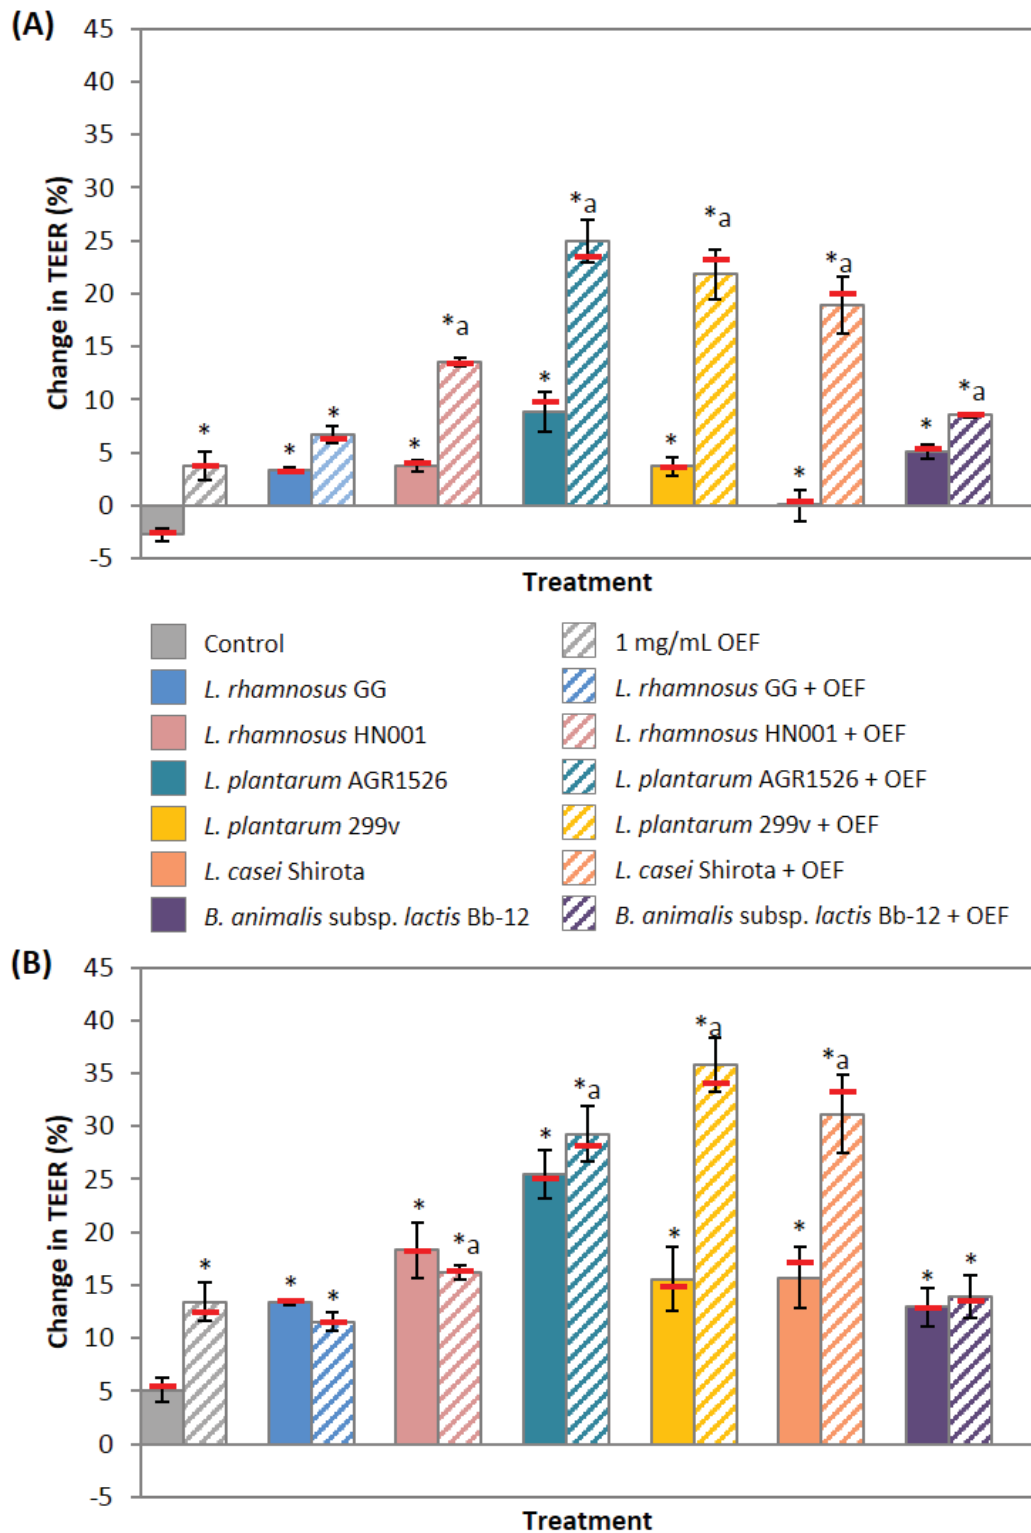 (A)
45
40
35
30
25
20
15
10
5
0
-5
Change in TEER (%)
*
*
*
*
*a
*
*a
*
*a
*
*a
*
*a
Treatment
Control
1 mg/mL OEF
L. rhamnosus GG
L. rhamnosus GG + OEF
L. rhamnosus HN001
L. rhamnosus HN001 + OEF
L. plantarum AGR1526
L. plantarum AGR1526 + OEF
L. plantarum 299v
L. plantarum 299v + OEF
L. casei Shirota
L. casei Shirota + OEF
B. animalis subsp. lactis Bb-12
B. animalis subsp. lactis Bb-12 + OEF
(B)
45
40
35
30
25
20
15
10
5
0
-5
Change in TEER (%)
*
*
*
*
*a
*
*a
*
*a
*
*a
*
*
Treatment